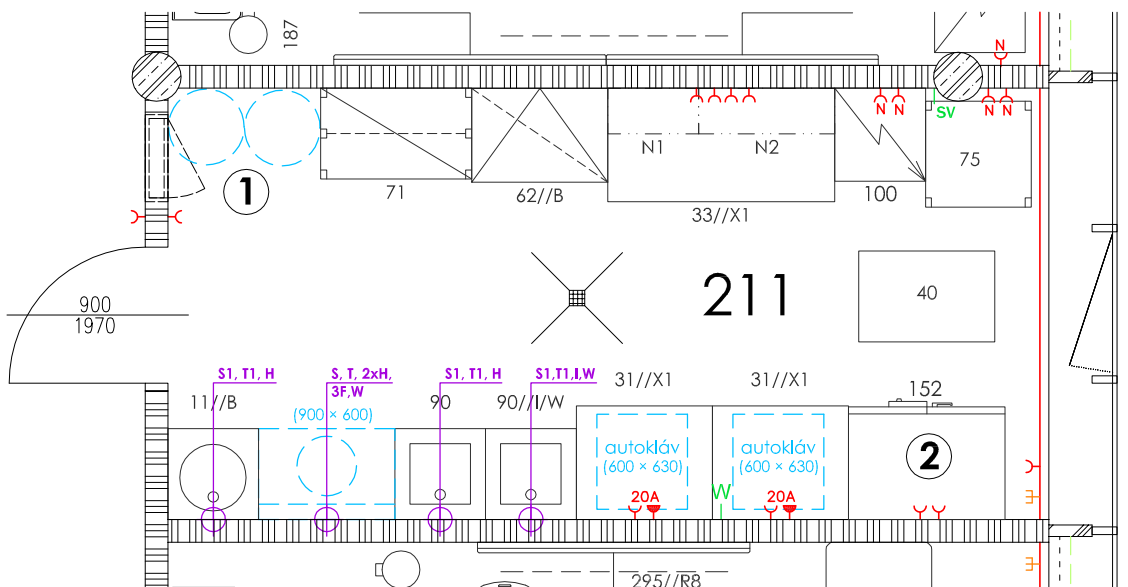 187
N
N
N
SV
N
N
N1
N2
75
1
71
62//B
33//X1
100
211
40
900
1970
S1, T1, H
S, T, 2xH,
3F,W
S1, T1, H
S1,T1,I,W
31//X1
31//X1
152
11//B
(900 × 600)
90
90//I/W
autokláv
(600 × 630)
autokláv
(600 × 630)
2
20A
W
20A
295//R8